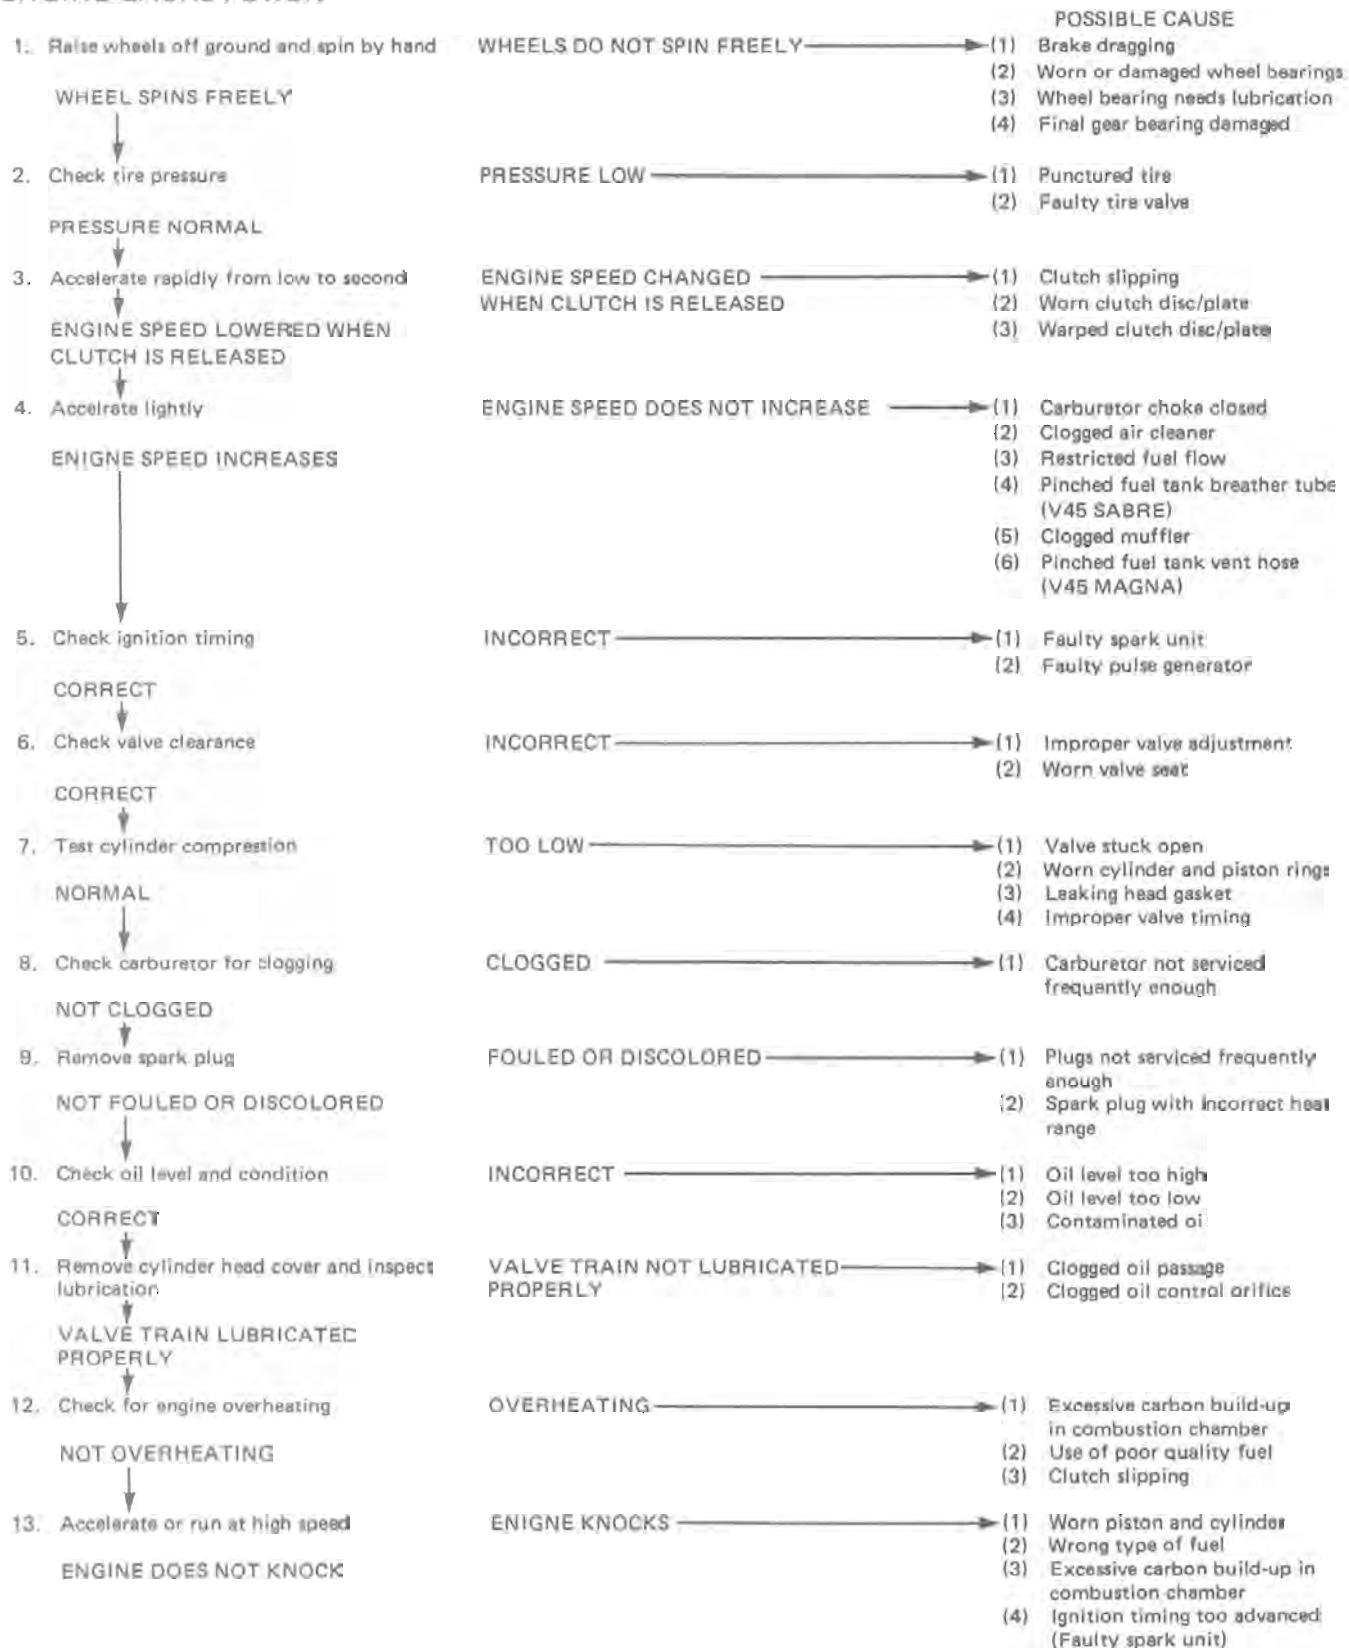 POSSIBLE CAUSE
1. Raise wheels off ground and spin by hand WHEELS DO NOT SPIN FREELY (1) Brake dragging
(2) Worn or damaged wheel bearings
WHEEL SPINS FREELY (3) Wheel bearing needs lubrication
(4) Final gear bearing damaged
2. Check tire pressure PRESSURE LOW (1) Punctured tire
(2) Faulty tire valve
PRESSURE NORMAL
3. Accelerate rapidly from low to second ENGINE SPEED CHANGED (1) Clutch slipping
WHEN CLUTCH IS RELEASED (2) Worn clutch disc/plate
ENGINE SPEED LOWERED WHEN (3) Warped clutch disc/plate
CLUTCH IS RELEASED
4. Accelrate lightly ENGINE SPEED DOES NOT INCREASE (1) Carburetor choke closed
(2) Clogged air cleaner
ENIGNE SPEED INCREASES (3) Restricted fuel flow
(4) Pinched fuel tank breather tube
(V45 SABRE)
(5) Clogged muffler
(6) Pinched fuel tank vent hose
(V45 MAGNA)
5. Check ignition timing INCORRECT (1) Faulty spark unit
(2) Faulty pulse generator
CORRECT
6. Check valve clearance INCORRECT (1) Improper valve adjustment
(2) Worn valve seat
CORRECT
7. Test cylinder compression TOO LOW (1) Valve stuck open
(2) Worn cylinder and piston rings
NORMAL (3) Leaking head gasket
(4) Improper valve timing
8. Check carburetor for clogging CLOGGED (1) Carburetor not serviced
frequently enough
NOT CLOGGED
9. Remove spark plug FOULED OR DISCOLORED (1) Plugs not serviced frequently
enough
NOT FOULED OR DISCOLORED (2) Spark plug with incorrect heat
range
10. Check oil level and condition INCORRECT (1) Oil level too high
(2) Oil level too low
CORRECT (3) Contaminated oi
11. Remove cylinder head cover and inspect VALVE TRAIN NOT LUBRICATED (1) Clogged oil passage
lubrication PROPERLY (2) Clogged oil control orifice
VALVE TRAIN LUBRICATED
PROPERLY
12. Check for engine overheating OVERHEATING (1) Excessive carbon build-up
in combustion chamber
NOT OVERHEATING (2) Use of poor quality fuel
(3) Clutch slipping
13. Accelerate or run at high speed ENIGNE KNOCKS (1) Worn piston and cylinder
(2) Wrong type of fuel
ENGINE DOES NOT KNOCK (3) Excessive carbon build-up in
combustion chamber
(4) Ignition timing too advanced
(Faulty spark unit)